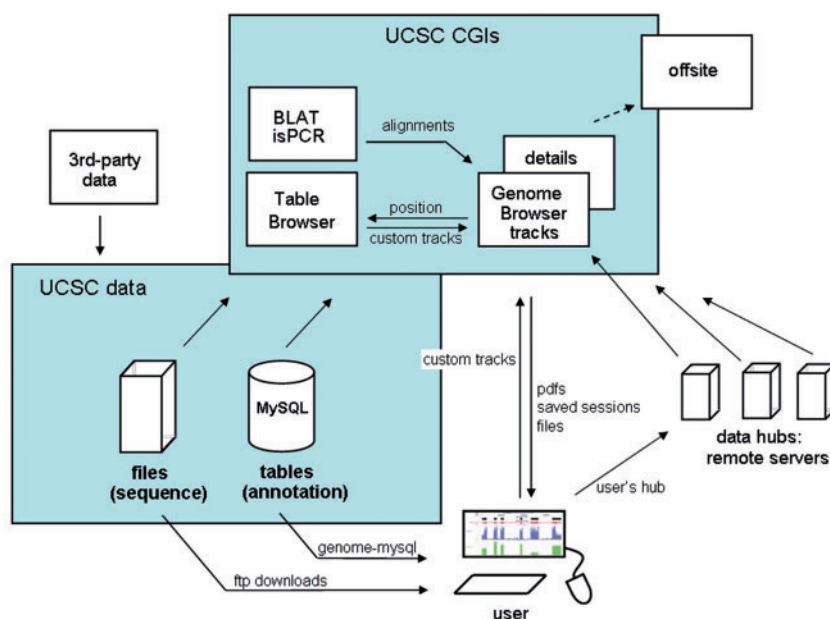 UCSC CGIs
offsite
BLAT
isPCR
alignments
details
3rd-party
data
Table
Browser
position
custom tracks
Genome
Browser
tracks
UCSC data
MySQL
files
(sequence)
tables
(annotation)
custom tracks
pdfs
saved sessions
files
data hubs:
remote servers
user's hub
genome-mysql
ftp downloads
user